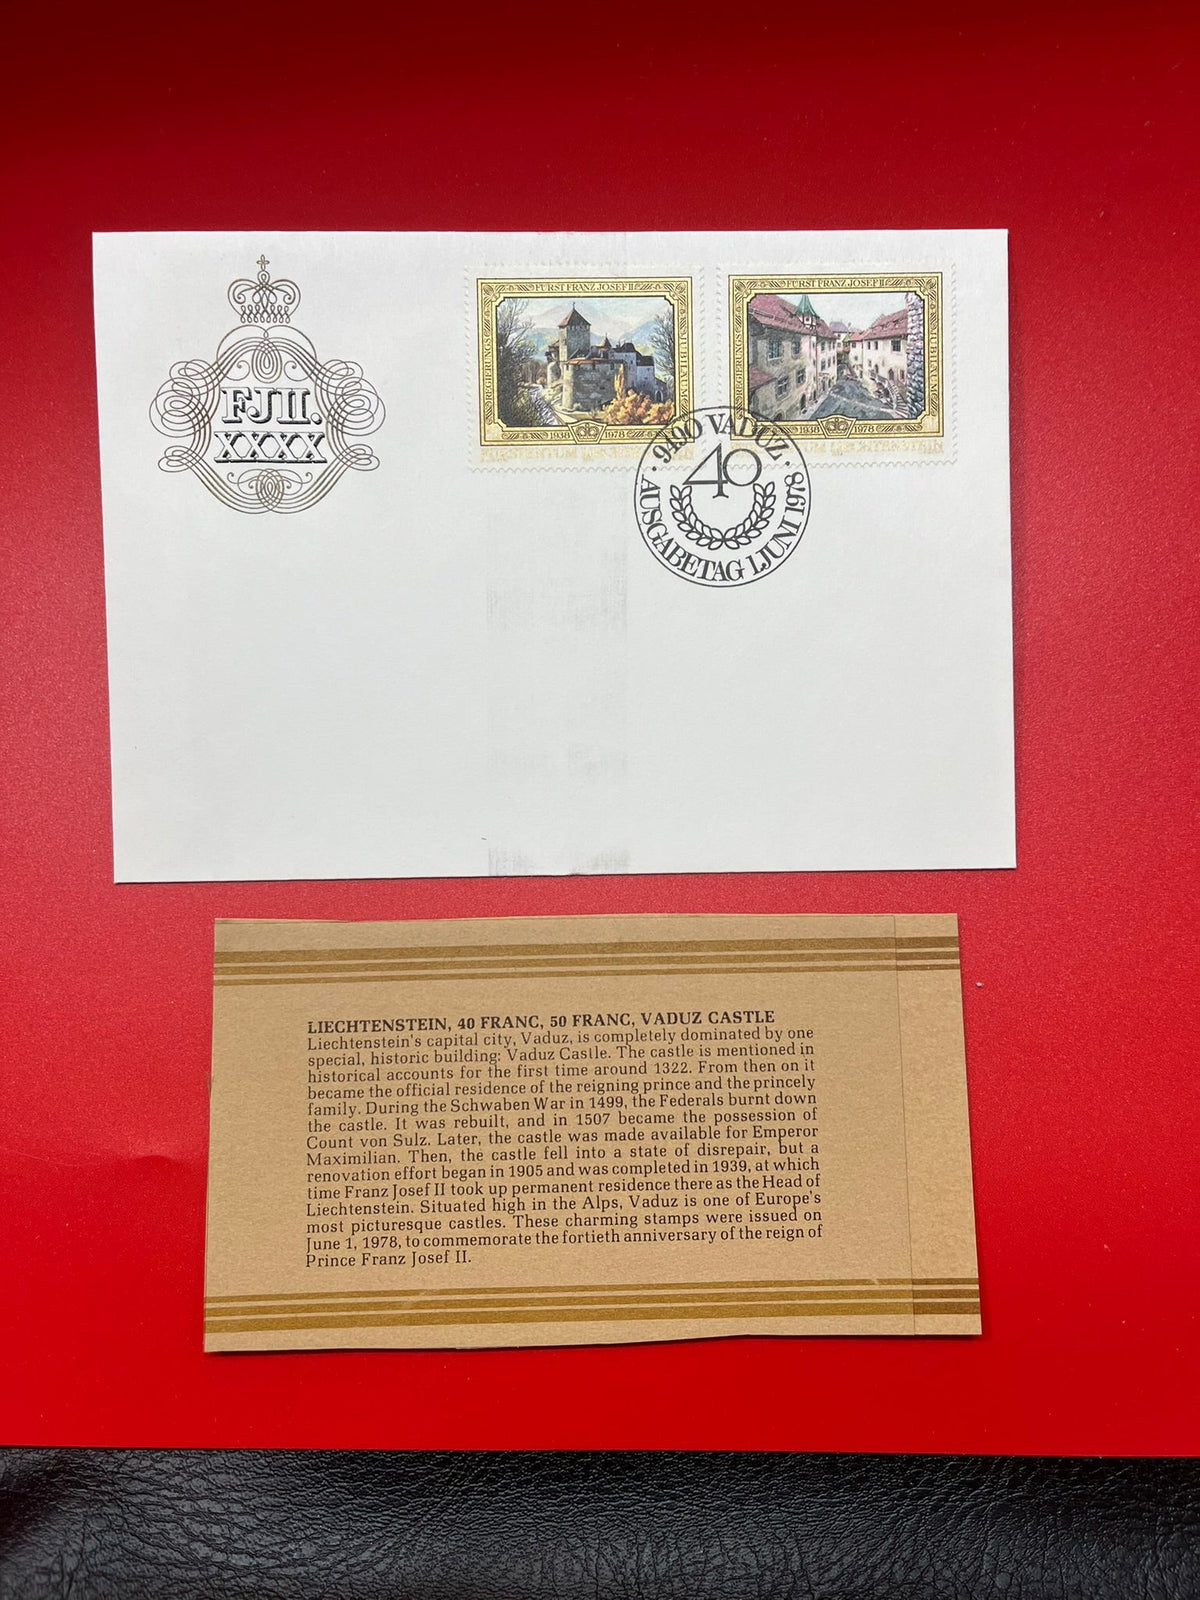 FJII.
XXXX
FÜRST FRANZ JOSEF II
REGIERUNGS
JUBILÄUM
1938 1978
FÜRSTENTUM LIECHTENSTEIN
FÜRST FRANZ JOSEF II
REGIERUNGS
JUBILÄUM
1938 1978
9490 VADUZ
40
AUSGABETAG 1.JUNI 1978
LIECHTENSTEIN, 40 FRANC, 50 FRANC, VADUZ CASTLE
Liechtenstein's capital city, Vaduz, is completely dominated by one
special, historic building: Vaduz Castle. The castle is mentioned in
historical accounts for the first time around 1322. From then on it
became the official residence of the reigning prince and the princely
family. During the Schwaben War in 1499, the Federals burnt down
the castle. It was rebuilt, and in 1507 became the possession of
Count von Sulz. Later, the castle was made available for Emperor
Maximilian. Then, the castle fell into a state of disrepair, but a
renovation effort began in 1905 and was completed in 1939, at which
time Franz Josef II took up permanent residence there as the Head of
Liechtenstein. Situated high in the Alps, Vaduz is one of Europe's
most picturesque castles. These charming stamps were issued on
June 1, 1978, to commemorate the fortieth anniversary of the reign of
Prince Franz Josef II.